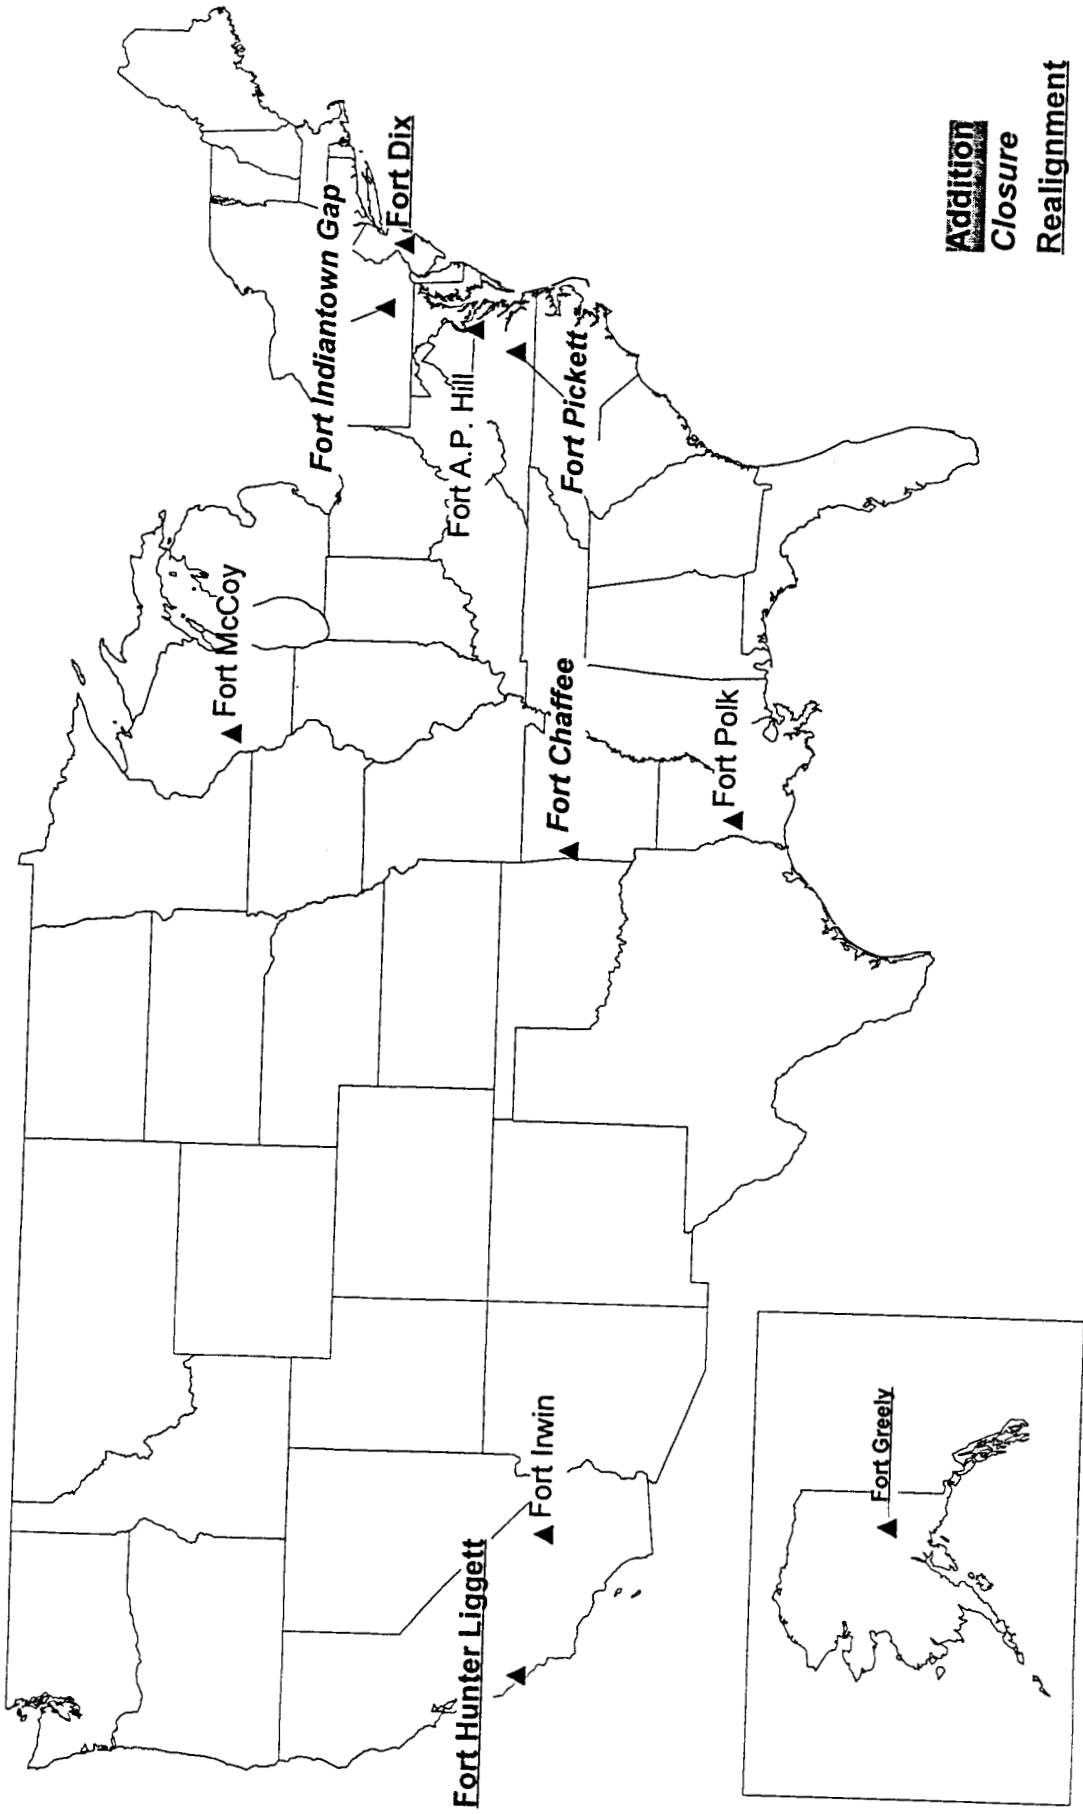 Fort McCoy
Fort Indiantown Gap
Fort Dix
Fort A.P. Hill
Fort Pickett
Fort Hunter Liggett
Fort Irwin
Fort Chaffee
Fort Polk
Fort Greely
Addition
Closure
Realignment